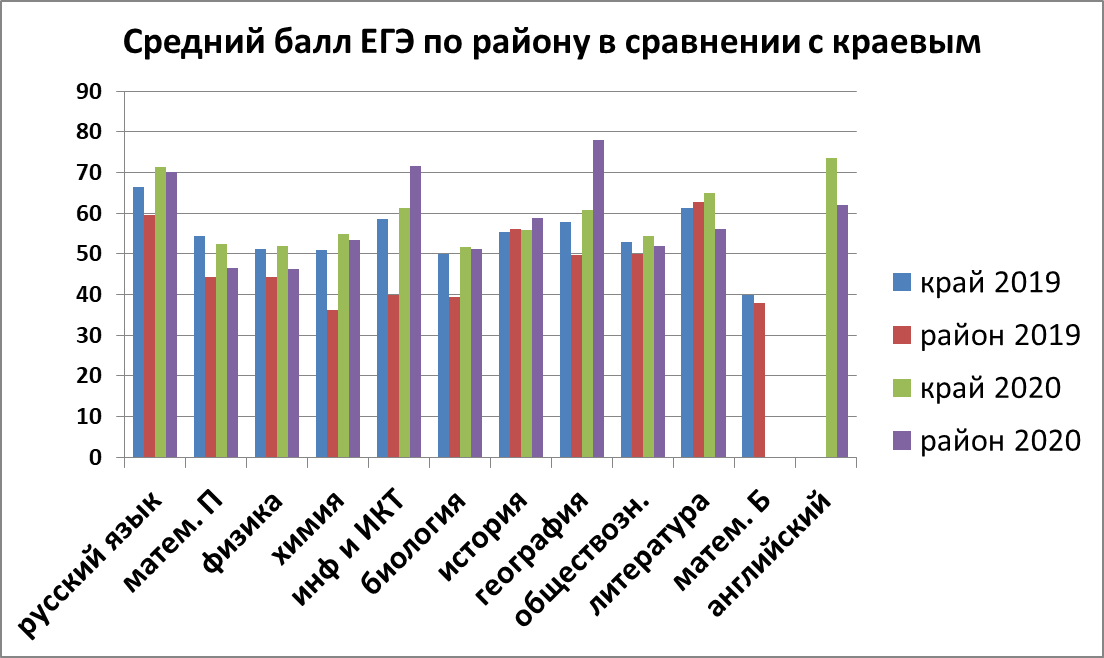 Средний балл ЕГЭ по району в сравнении с краевым
90
80
70
60
50
40
30
20
10
0
русский язык
матем. П
физика
химия
инф и ИКТ
биология
история
география
обществозн.
литература
матем. Б
английский
край 2019
район 2019
край 2020
район 2020